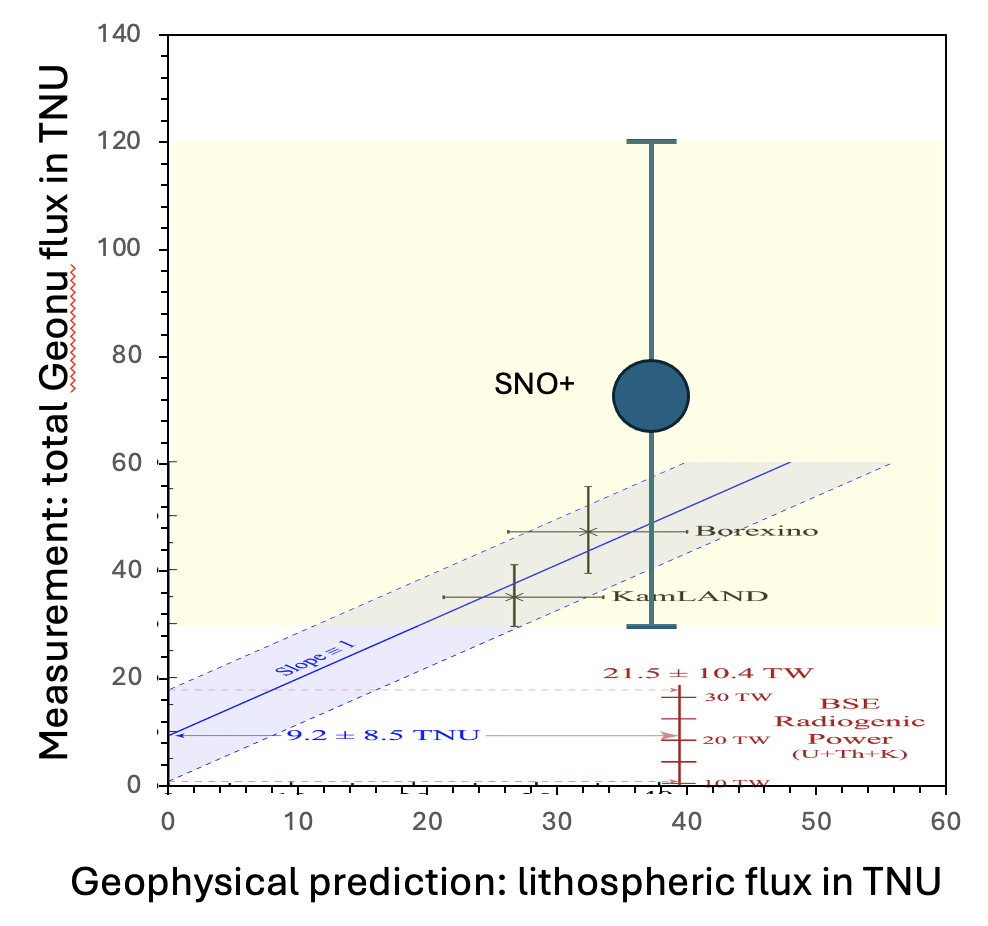 Measurement: total Geonu flux in TNU
140
120
100
80
60
40
20
0
SNO+
Borexino
KamLAND
Slope ≡ 1
21.5 ± 10.4 TW
30 TW
20 TW
10 TW
BSE
Radiogenic
Power
(U+Th+K)
9.2 ± 8.5 TNU
0
10
20
30
40
50
60
Geophysical prediction: lithospheric flux in TNU